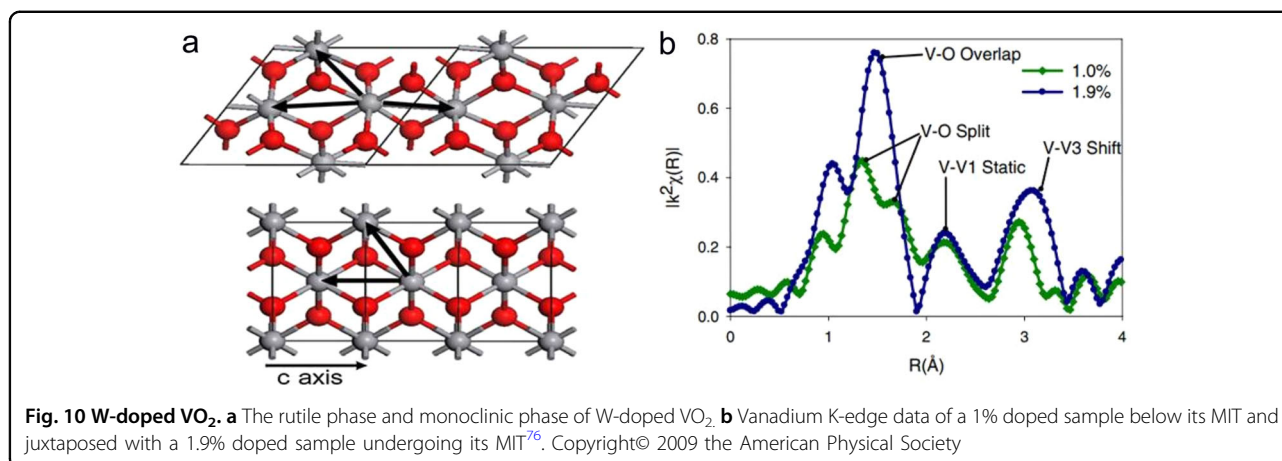 a
c axis
b
0.8
0.6
0.4
0.2
0.0
|k²χ(R)|
V-O Overlap
1.0%
1.9%
V-O Split
V-V1 Static
V-V3 Shift
0
1
2
3
4
R(Å)
Fig. 10 W-doped VO₂. a The rutile phase and monoclinic phase of W-doped VO₂. b Vanadium K-edge data of a 1% doped sample below its MIT and
juxtaposed with a 1.9% doped sample undergoing its MIT⁷⁶. Copyright© 2009 the American Physical Society